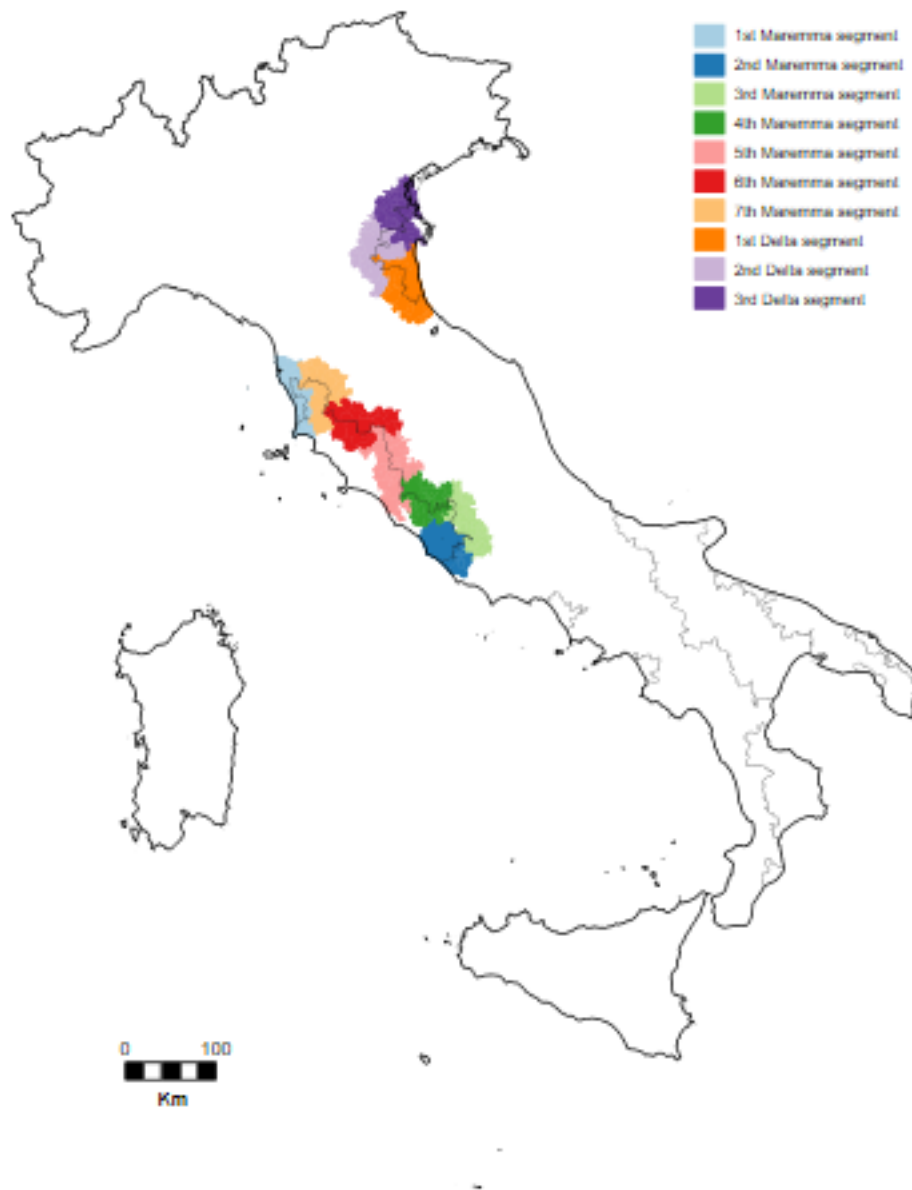 1st Maremma segment
2nd Maremma segment
3rd Maremma segment
4th Maremma segment
5th Maremma segment
6th Maremma segment
7th Maremma segment
1st Delta segment
2nd Delta segment
3rd Delta segment
0 100
Km